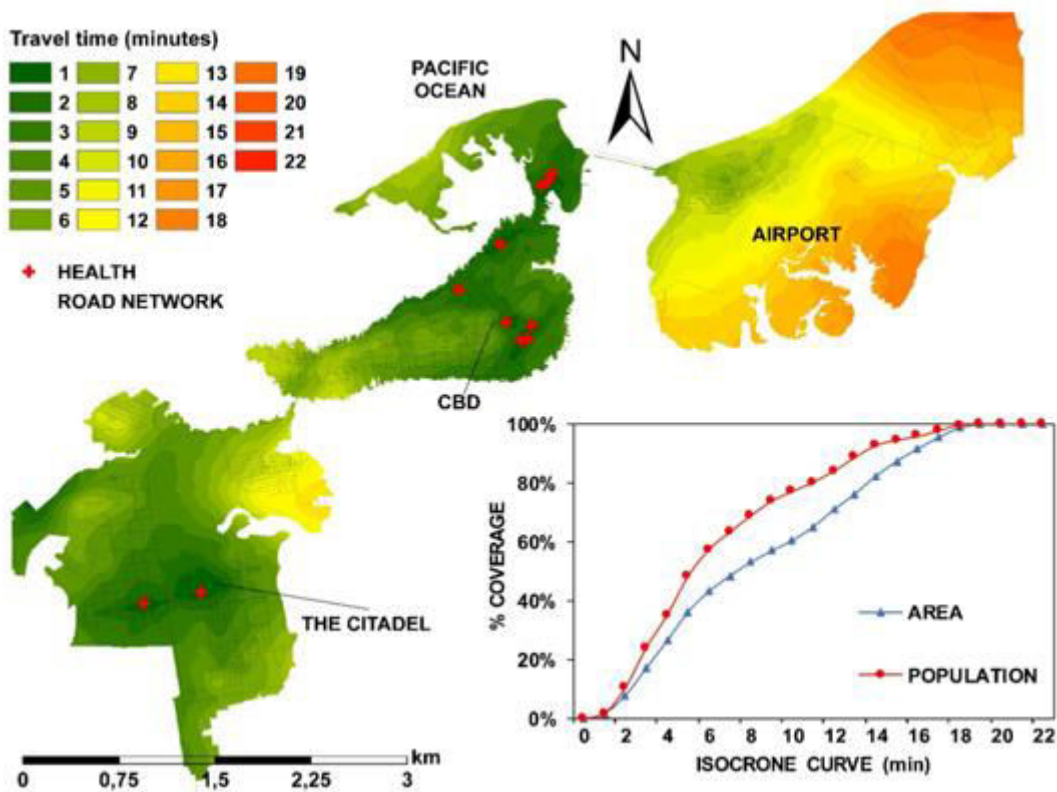 Travel time (minutes)
1 7 13 19
2 8 14 20
3 9 15 21
4 10 16 22
5 11 17
6 12 18
HEALTH
ROAD NETWORK
PACIFIC
OCEAN
N
AIRPORT
CBD
THE CITADEL
km
0 0,75 1,5 2,25 3
100%
80%
60%
40%
20%
0%
% COVERAGE
AREA
POPULATION
0 2 4 6 8 10 12 14 16 18 20 22
ISOCRONE CURVE (min)